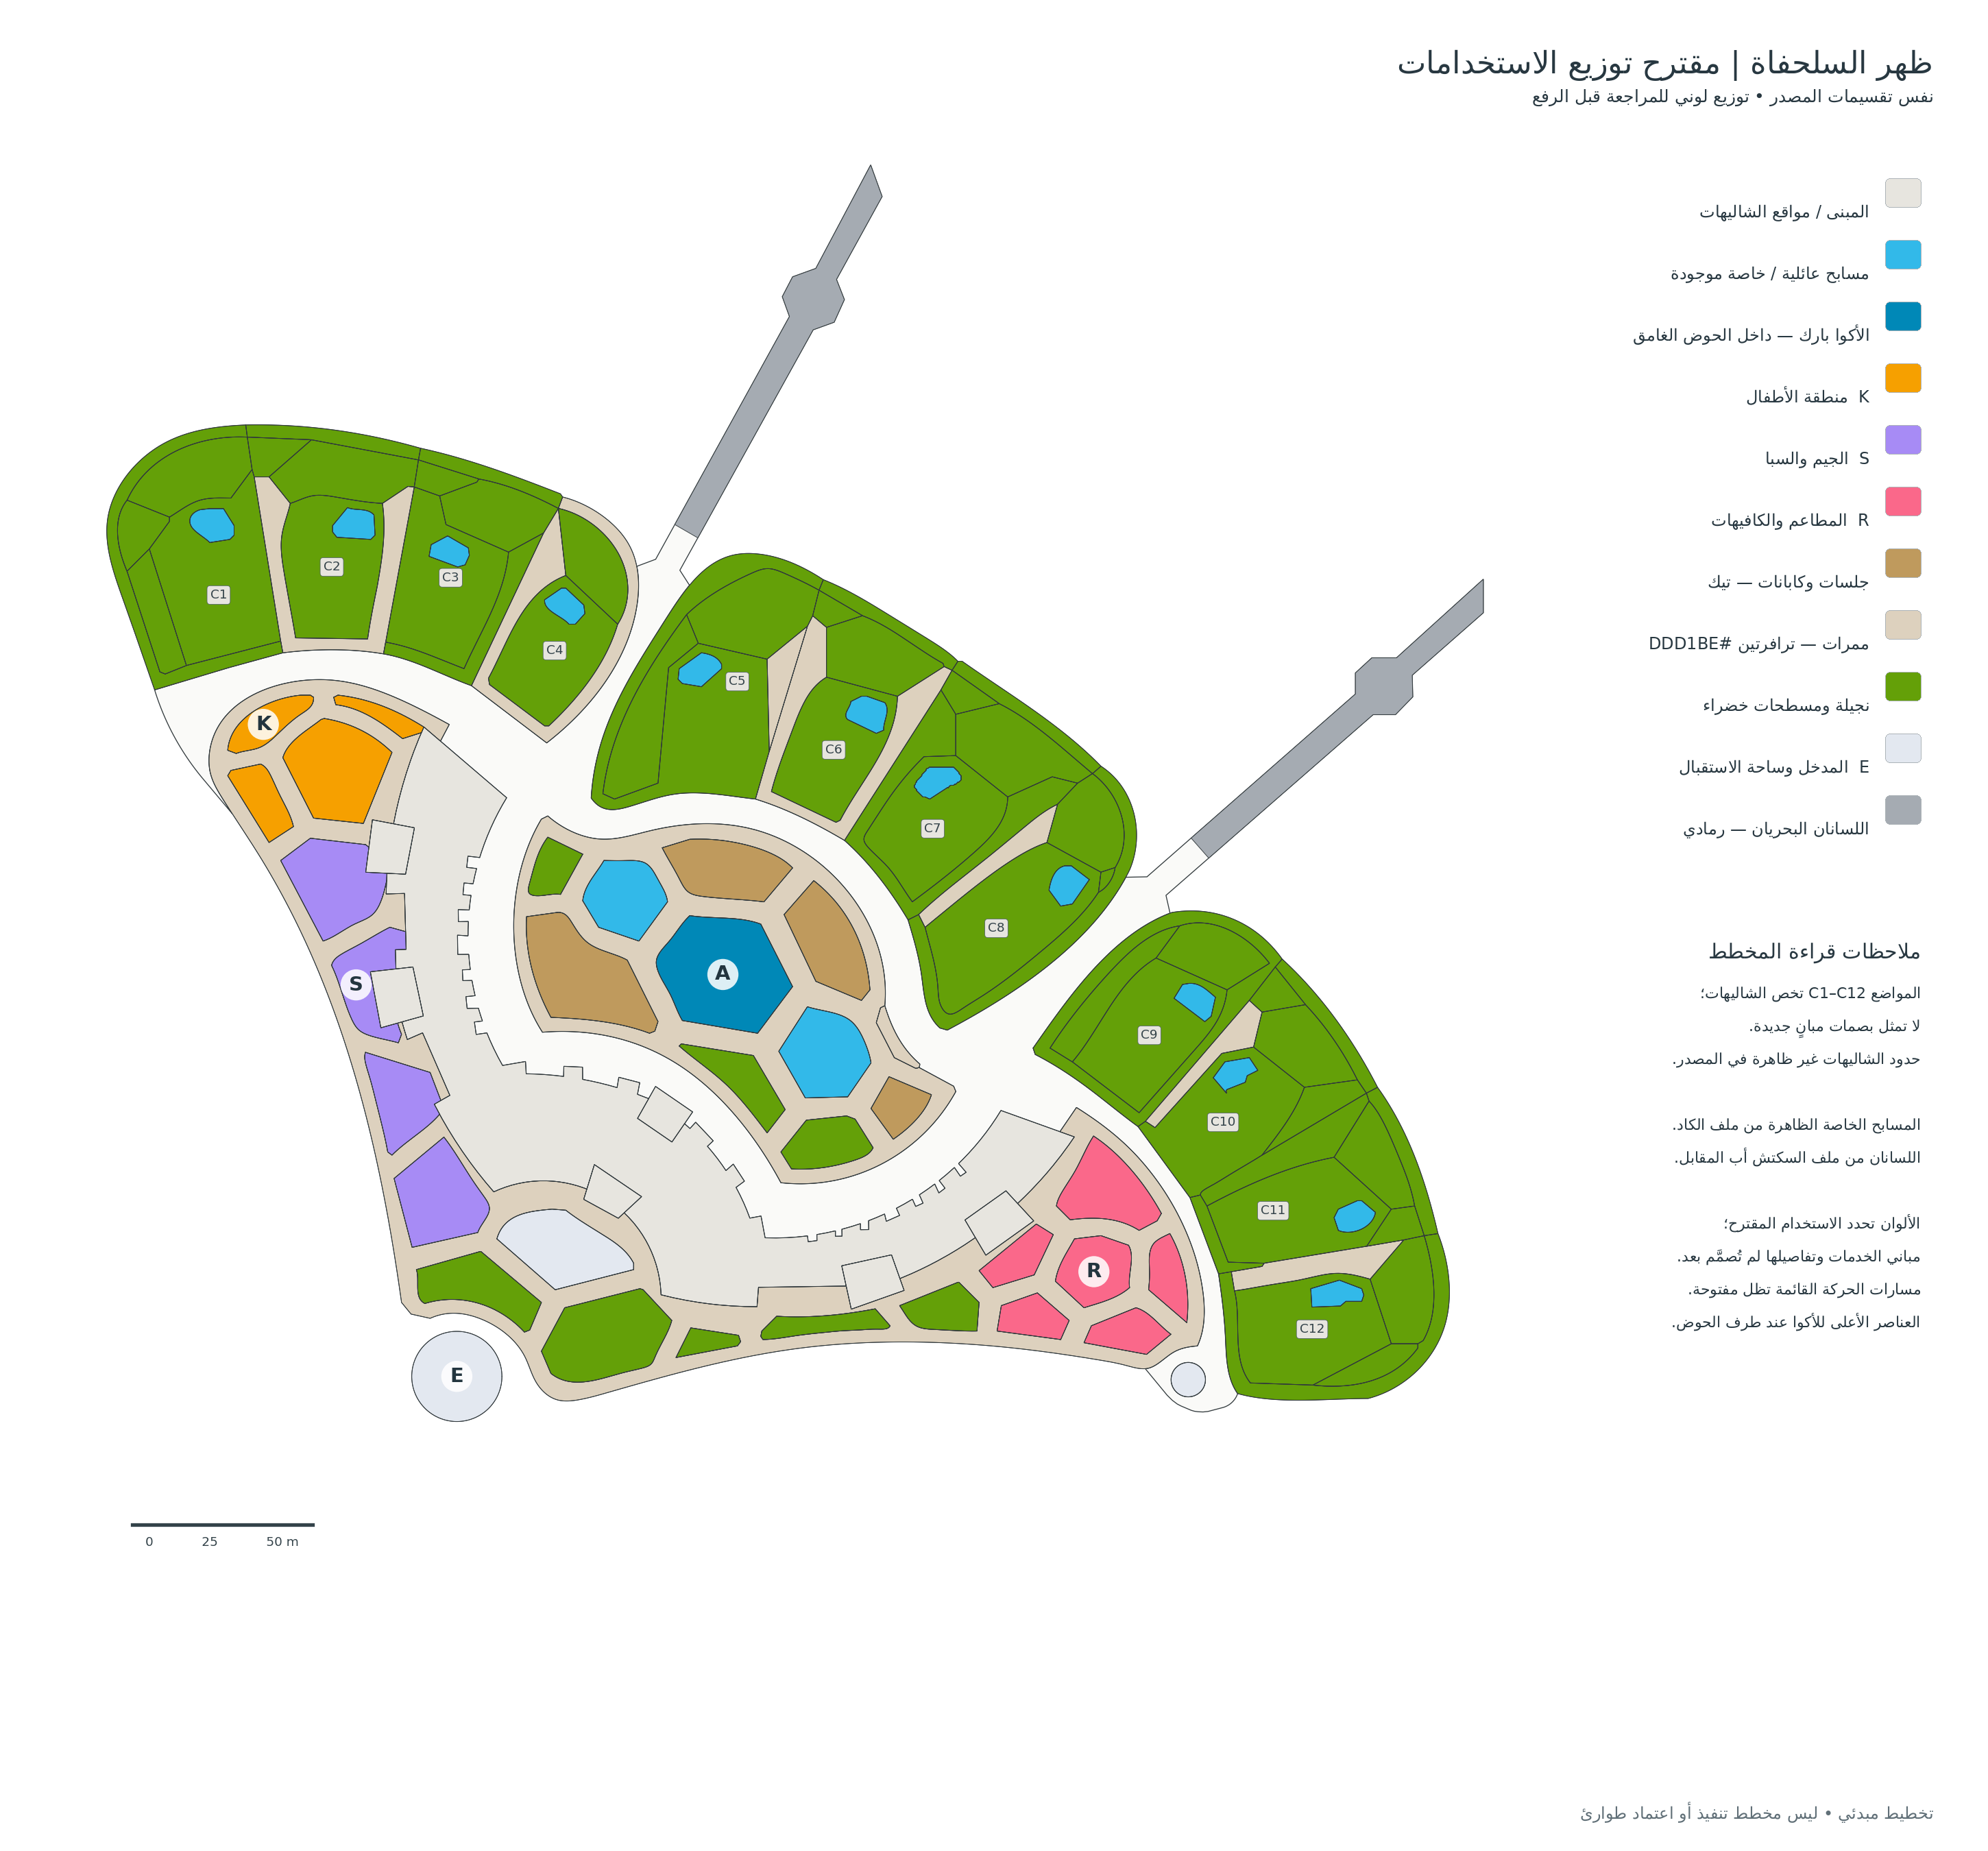 ظهر السلحفاة | مقترح توزيع الاستخدامات
نفس تقسيمات المصدر • توزيع لوني للمراجعة قبل الرفع
المبنى / مواقع الشاليهات
مسابح عائلية / خاصة موجودة
الأكوا بارك — داخل الحوض الغامق
K منطقة الأطفال
S الجيم والسبا
R المطاعم والكافيهات
جلسات وكابانات — تيك
ممرات — ترافرتين #DDD1BE
نجيلة ومسطحات خضراء
E المدخل وساحة الاستقبال
اللسانان البحريان — رمادي
ملاحظات قراءة المخطط
المواضع C1–C12 تخص الشاليهات؛
لا تمثل بصمات مبانٍ جديدة.
حدود الشاليهات غير ظاهرة في المصدر.
المسابح الخاصة الظاهرة من ملف الكاد.
اللسانان من ملف السكتش أب المقابل.
الألوان تحدد الاستخدام المقترح؛
مباني الخدمات وتفاصيلها لم تُصمَّم بعد.
مسارات الحركة القائمة تظل مفتوحة.
العناصر الأعلى للأكوا عند طرف الحوض.
C1
C2
C3
C4
C5
C6
C7
C8
C9
C10
C11
C12
K
S
A
R
E
0 25 50 m
تخطيط مبدئي • ليس مخطط تنفيذ أو اعتماد طوارئ